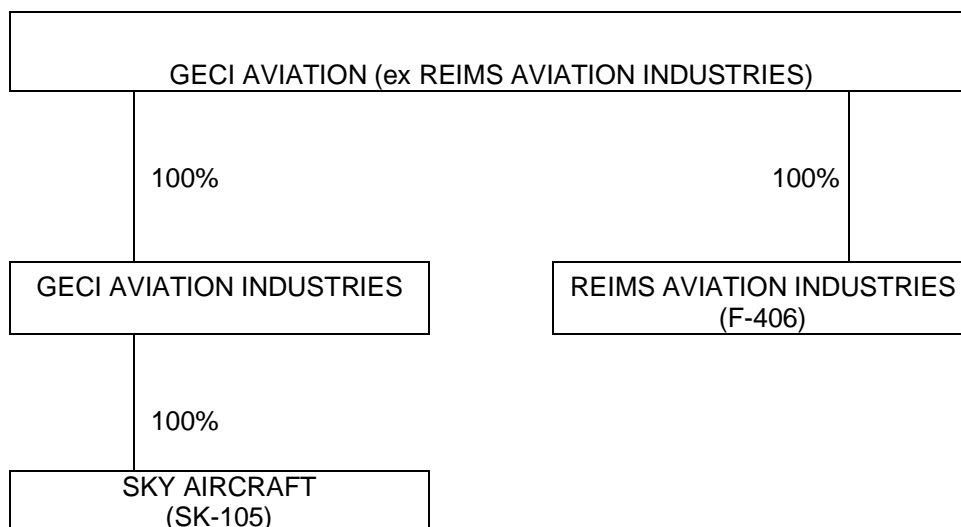 GECI AVIATION (ex REIMS AVIATION INDUSTRIES)
100%
100%
GECI AVIATION INDUSTRIES
REIMS AVIATION INDUSTRIES
(F-406)
100%
SKY AIRCRAFT
(SK-105)